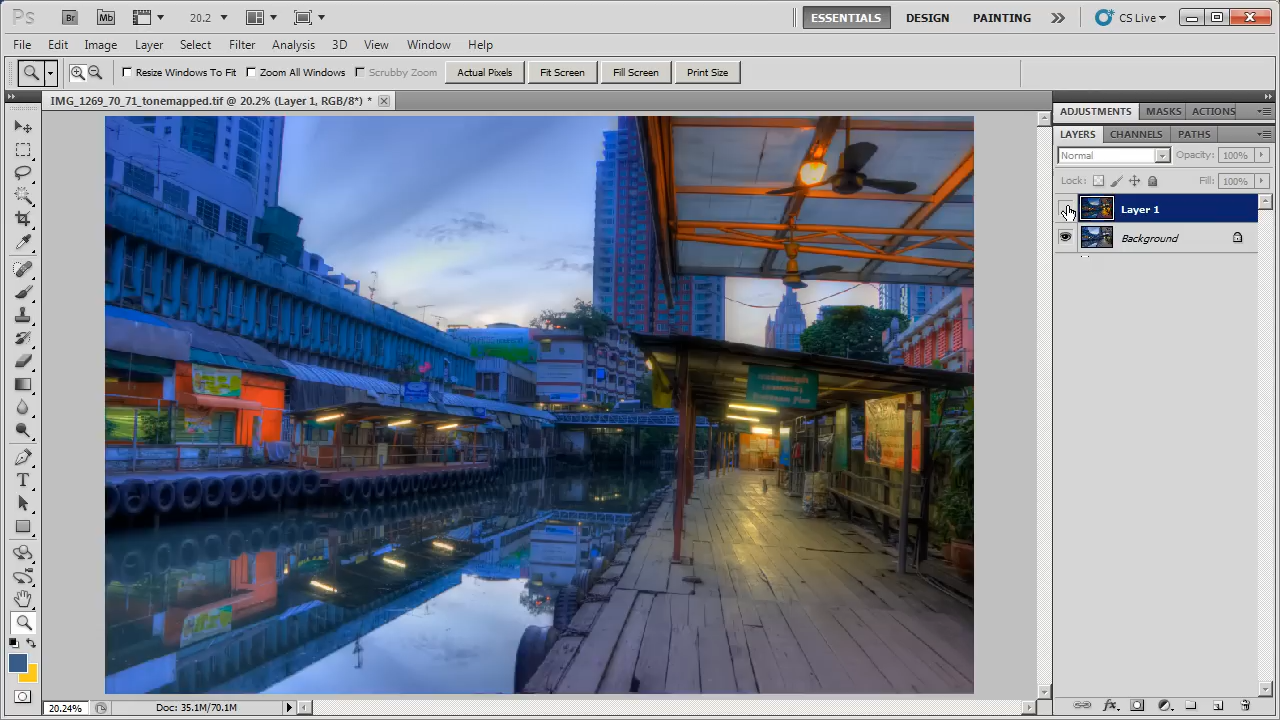 Ps Br Mb 20.2 ESSENTIALS DESIGN PAINTING CS Live
File Edit Image Layer Select Filter Analysis 3D View Window Help
Resize Windows To Fit Zoom All Windows Scrubby Zoom Actual Pixels Fit Screen Fill Screen Print Size
IMG_1269_70_71_tonemapped.tif @ 20.2% (Layer 1, RGB/8*) *
ADJUSTMENTS MASKS ACTIONS
LAYERS CHANNELS PATHS
Normal Opacity: 100%
Lock: Fill: 100%
Layer 1
Background
20.24% Doc: 35.1M/70.1M